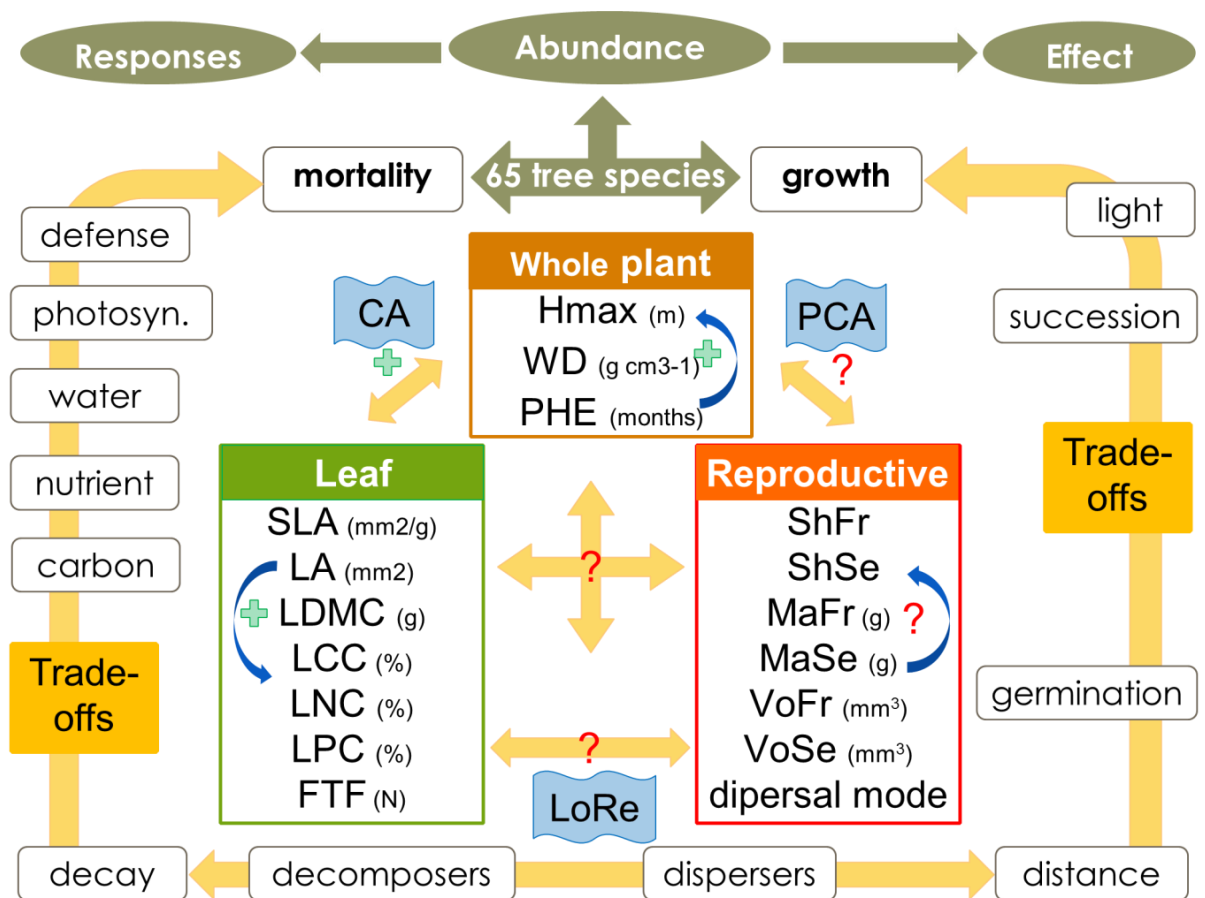 Responses
Abundance
Effect
mortality
65 tree species
growth
defense
light
Whole plant
photosyn.
CA
Hmax (m)
PCA
succession
WD (g cm3-1)
?
water
PHE (months)
Leaf
Reproductive
Trade-
offs
nutrient
SLA (mm2/g)
ShFr
carbon
LA (mm2)
?
ShSe
LDMC (g)
MaFr (g)
?
LCC (%)
MaSe (g)
Trade-
offs
LNC (%)
VoFr (mm³)
germination
LPC (%)
?
VoSe (mm³)
FTF (N)
LoRe
dipersal mode
decay
decomposers
dispersers
distance